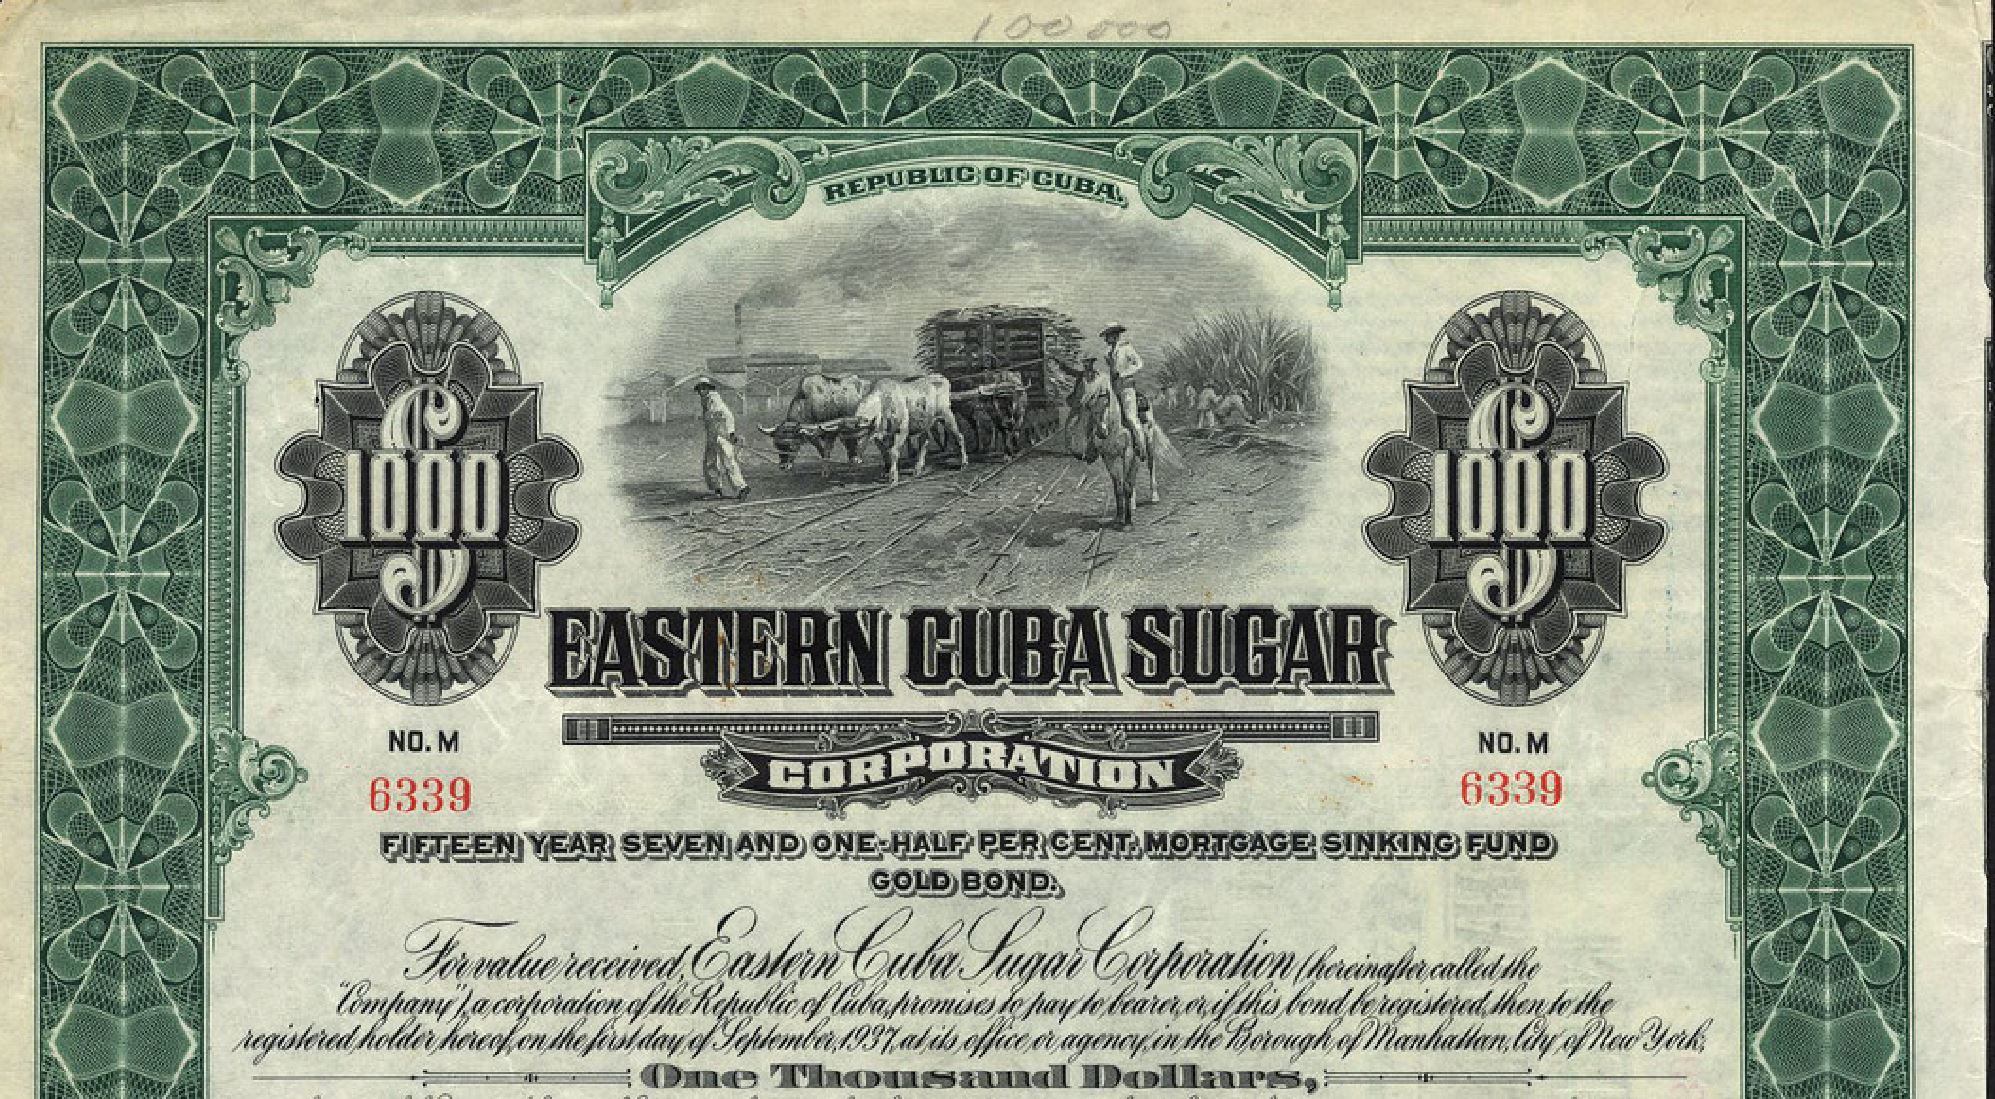 100000
REPUBLIC OF CUBA.
$1000 $1000
EASTERN CUBA SUGAR
CORPORATION
NO. M NO. M
6339 6339
FIFTEEN YEAR SEVEN AND ONE-HALF PER CENT. MORTGAGE SINKING FUND
GOLD BOND.
For value received, Eastern Cuba Sugar Corporation (hereinafter called the
"Company"), a corporation of the Republic of Cuba, promises to pay to bearer, or, if this bond be registered, then to the
registered holder hereof, on the first day of September, 1937, at its office or agency, in the Borough of Manhattan, City of New York,
One Thousand Dollars,